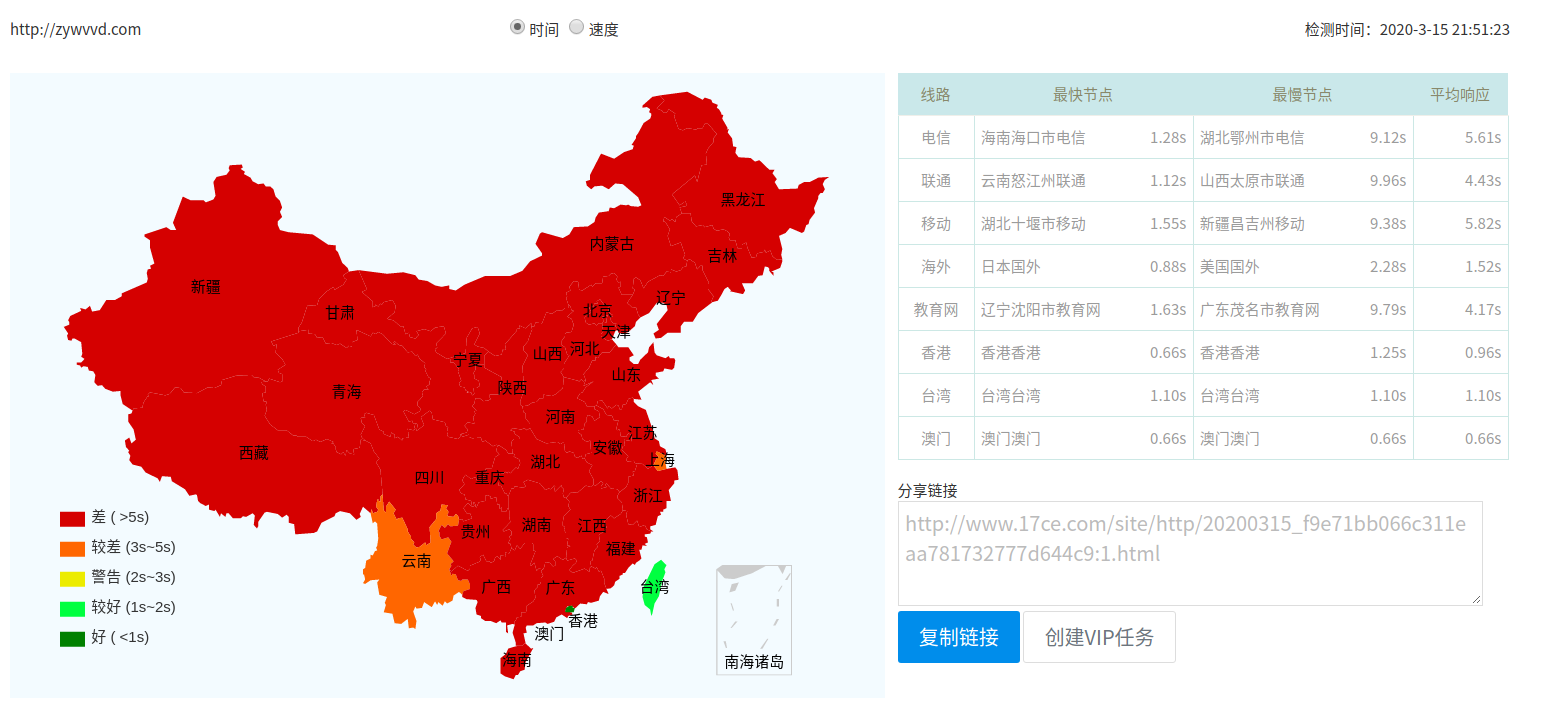 http://zywvvd.com
时间 速度
检测时间：2020-3-15 21:51:23
黑龙江
内蒙古
吉林
新疆
辽宁
甘肃
北京
天津
宁夏
山西
河北
山东
青海
陕西
河南
江苏
安徽
西藏
上海
湖北
四川
重庆
浙江
贵州
湖南
江西
福建
云南
广西
广东
台湾
香港
澳门
海南
南海诸岛
差 ( >5s)
较差 (3s~5s)
警告 (2s~3s)
较好 (1s~2s)
好 ( <1s)
线路 最快节点 最慢节点 平均响应
电信 海南海口市电信 1.28s 湖北鄂州市电信 9.12s 5.61s
联通 云南怒江州联通 1.12s 山西太原市联通 9.96s 4.43s
移动 湖北十堰市移动 1.55s 新疆昌吉州移动 9.38s 5.82s
海外 日本国外 0.88s 美国国外 2.28s 1.52s
教育网 辽宁沈阳市教育网 1.63s 广东茂名市教育网 9.79s 4.17s
香港 香港香港 0.66s 香港香港 1.25s 0.96s
台湾 台湾台湾 1.10s 台湾台湾 1.10s 1.10s
澳门 澳门澳门 0.66s 澳门澳门 0.66s 0.66s
分享链接
http://www.17ce.com/site/http/20200315_f9e71bb066c311e
aa781732777d644c9:1.html
复制链接 创建VIP任务